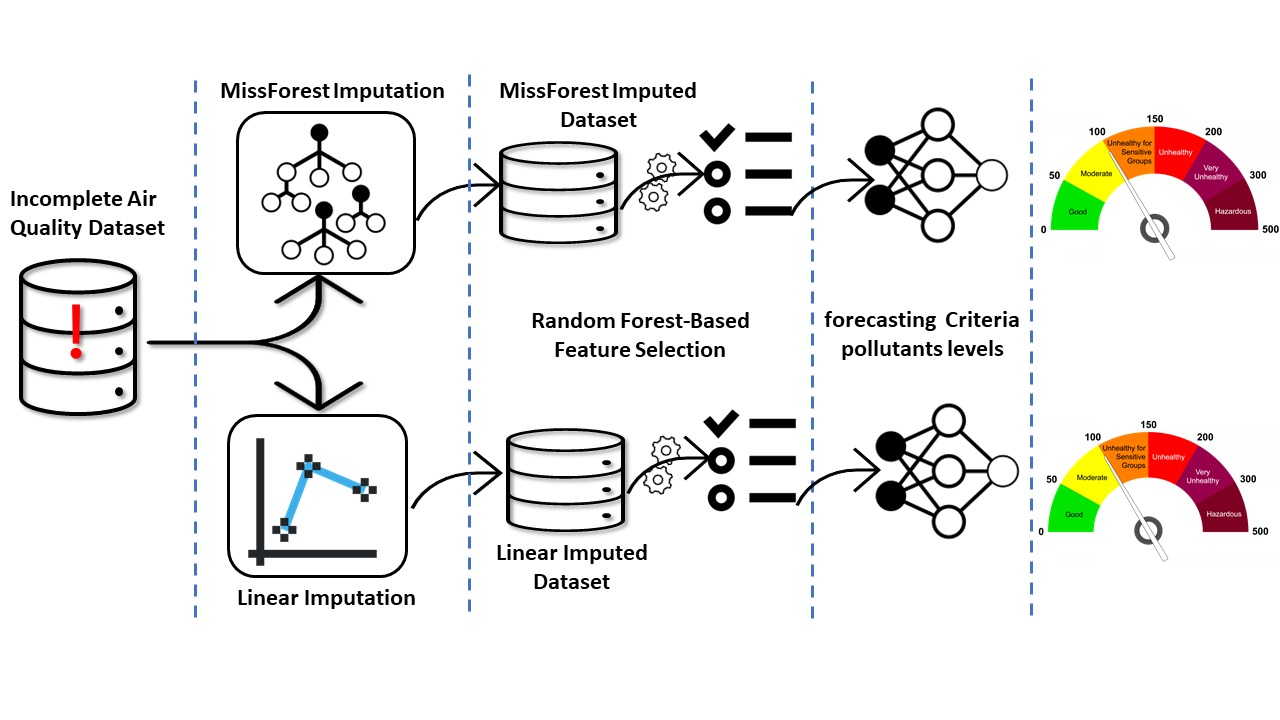 Incomplete Air
Quality Dataset
MissForest Imputation
Linear Imputation
MissForest Imputed
Dataset
Random Forest-Based
Feature Selection
Linear Imputed
Dataset
forecasting Criteria
pollutants levels
0
50
100
150
200
300
500
Good
Moderate
Unhealthy for
Sensitive
Groups
Unhealthy
Very
Unhealthy
Hazardous
0
50
100
150
200
300
500
Good
Moderate
Unhealthy for
Sensitive
Groups
Unhealthy
Very
Unhealthy
Hazardous